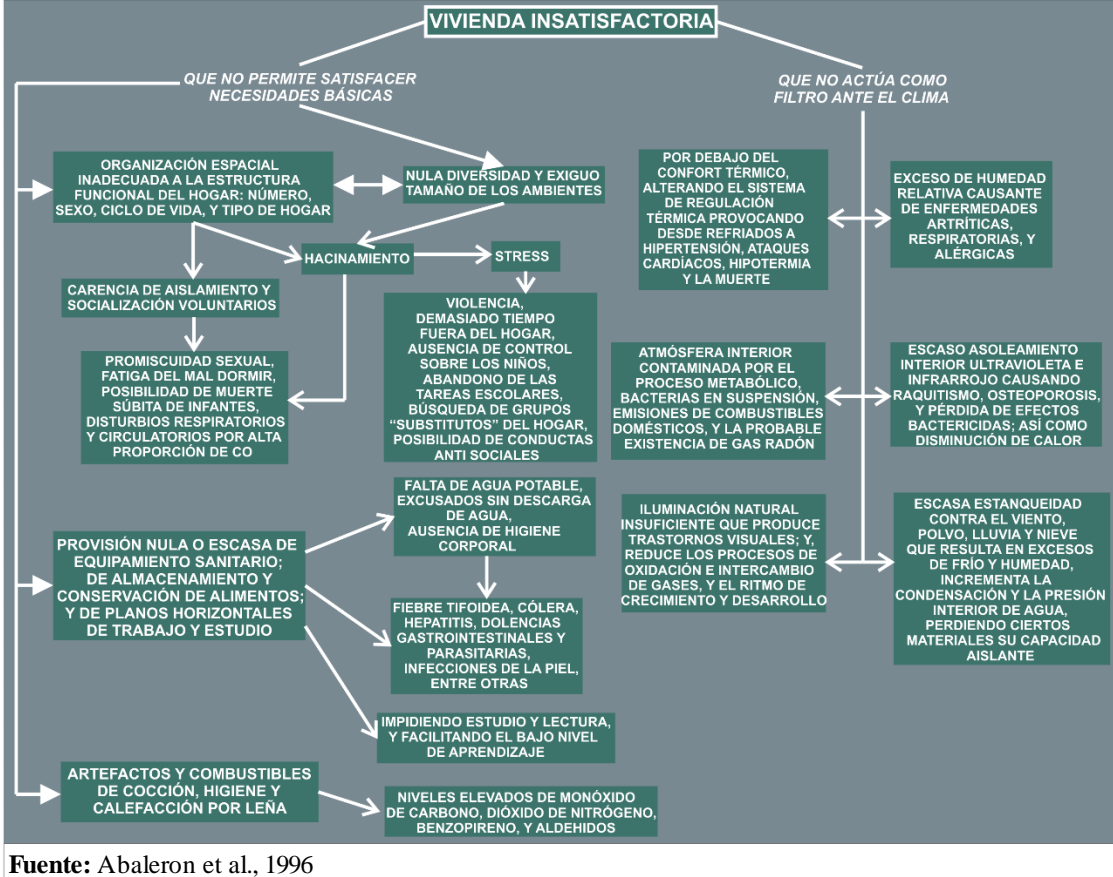 VIVIENDA INSATISFACTORIA
QUE NO PERMITE SATISFACER
NECESIDADES BÁSICAS
QUE NO ACTÚA COMO
FILTRO ANTE EL CLIMA
ORGANIZACIÓN ESPACIAL
INADECUADA A LA ESTRUCTURA
FUNCIONAL DEL HOGAR: NÚMERO,
SEXO, CICLO DE VIDA, Y TIPO DE HOGAR
NULA DIVERSIDAD Y EXIGUO
TAMAÑO DE LOS AMBIENTES
HACINAMIENTO
STRESS
CARENCIA DE AISLAMIENTO Y
SOCIALIZACIÓN VOLUNTARIOS
PROMISCUIDAD SEXUAL,
FATIGA DEL MAL DORMIR,
POSIBILIDAD DE MUERTE
SÚBITA DE INFANTES,
DISTURBIOS RESPIRATORIOS
Y CIRCULATORIOS POR ALTA
PROPORCIÓN DE CO
VIOLENCIA,
DEMASIADO TIEMPO
FUERA DEL HOGAR,
AUSENCIA DE CONTROL
SOBRE LOS NIÑOS,
ABANDONO DE LAS
TAREAS ESCOLARES,
BÚSQUEDA DE GRUPOS
“SUBSTITUTOS” DEL HOGAR,
POSIBILIDAD DE CONDUCTAS
ANTI SOCIALES
PROVISIÓN NULA O ESCASA DE
EQUIPAMIENTO SANITARIO;
DE ALMACENAMIENTO Y
CONSERVACIÓN DE ALIMENTOS;
Y DE PLANOS HORIZONTALES
DE TRABAJO Y ESTUDIO
FALTA DE AGUA POTABLE,
EXCUSADOS SIN DESCARGA
DE AGUA,
AUSENCIA DE HIGIENE
CORPORAL
FIEBRE TIFOIDEA, CÓLERA,
HEPATITIS, DOLENCIAS
GASTROINTESTINALES Y
PARASITARIAS,
INFECCIONES DE LA PIEL,
ENTRE OTRAS
IMPIDIENDO ESTUDIO Y LECTURA,
Y FACILITANDO EL BAJO NIVEL
DE APRENDIZAJE
ARTEFACTOS Y COMBUSTIBLES
DE COCCIÓN, HIGIENE Y
CALEFACCIÓN POR LEÑA
NIVELES ELEVADOS DE MONÓXIDO
DE CARBONO, DIÓXIDO DE NITRÓGENO,
BENZOPIRENO, Y ALDEHIDOS
POR DEBAJO DEL
CONFORT TÉRMICO,
ALTERANDO EL SISTEMA
DE REGULACIÓN
TÉRMICA PROVOCANDO
DESDE REFRIADOS A
HIPERTENSIÓN, ATAQUES
CARDÍACOS, HIPOTERMIA
Y LA MUERTE
EXCESO DE HUMEDAD
RELATIVA CAUSANTE
DE ENFERMEDADES
ARTRÍTICAS,
RESPIRATORIAS, Y
ALÉRGICAS
ATMÓSFERA INTERIOR
CONTAMINADA POR EL
PROCESO METABÓLICO,
BACTERIAS EN SUSPENSIÓN,
EMISIONES DE COMBUSTIBLES
DOMÉSTICOS, Y LA PROBABLE
EXISTENCIA DE GAS RADÓN
ESCASO ASOLEAMIENTO
INTERIOR ULTRAVIOLETA E
INFRARROJO CAUSANDO
RAQUITISMO, OSTEOPOROSIS,
Y PÉRDIDA DE EFECTOS
BACTERICIDAS; ASÍ COMO
DISMINUCIÓN DE CALOR
ILUMINACIÓN NATURAL
INSUFICIENTE QUE PRODUCE
TRASTORNOS VISUALES; Y,
REDUCE LOS PROCESOS DE
OXIDACIÓN E INTERCAMBIO
DE GASES, Y EL RITMO DE
CRECIMIENTO Y DESARROLLO
ESCASA ESTANQUEIDAD
CONTRA EL VIENTO,
POLVO, LLUVIA Y NIEVE
QUE RESULTA EN EXCESOS
DE FRÍO Y HUMEDAD,
INCREMENTA LA
CONDENSACIÓN Y LA PRESIÓN
INTERIOR DE AGUA,
PERDIENDO CIERTOS
MATERIALES SU CAPACIDAD
AISLANTE
Fuente: Abaleron et al., 1996